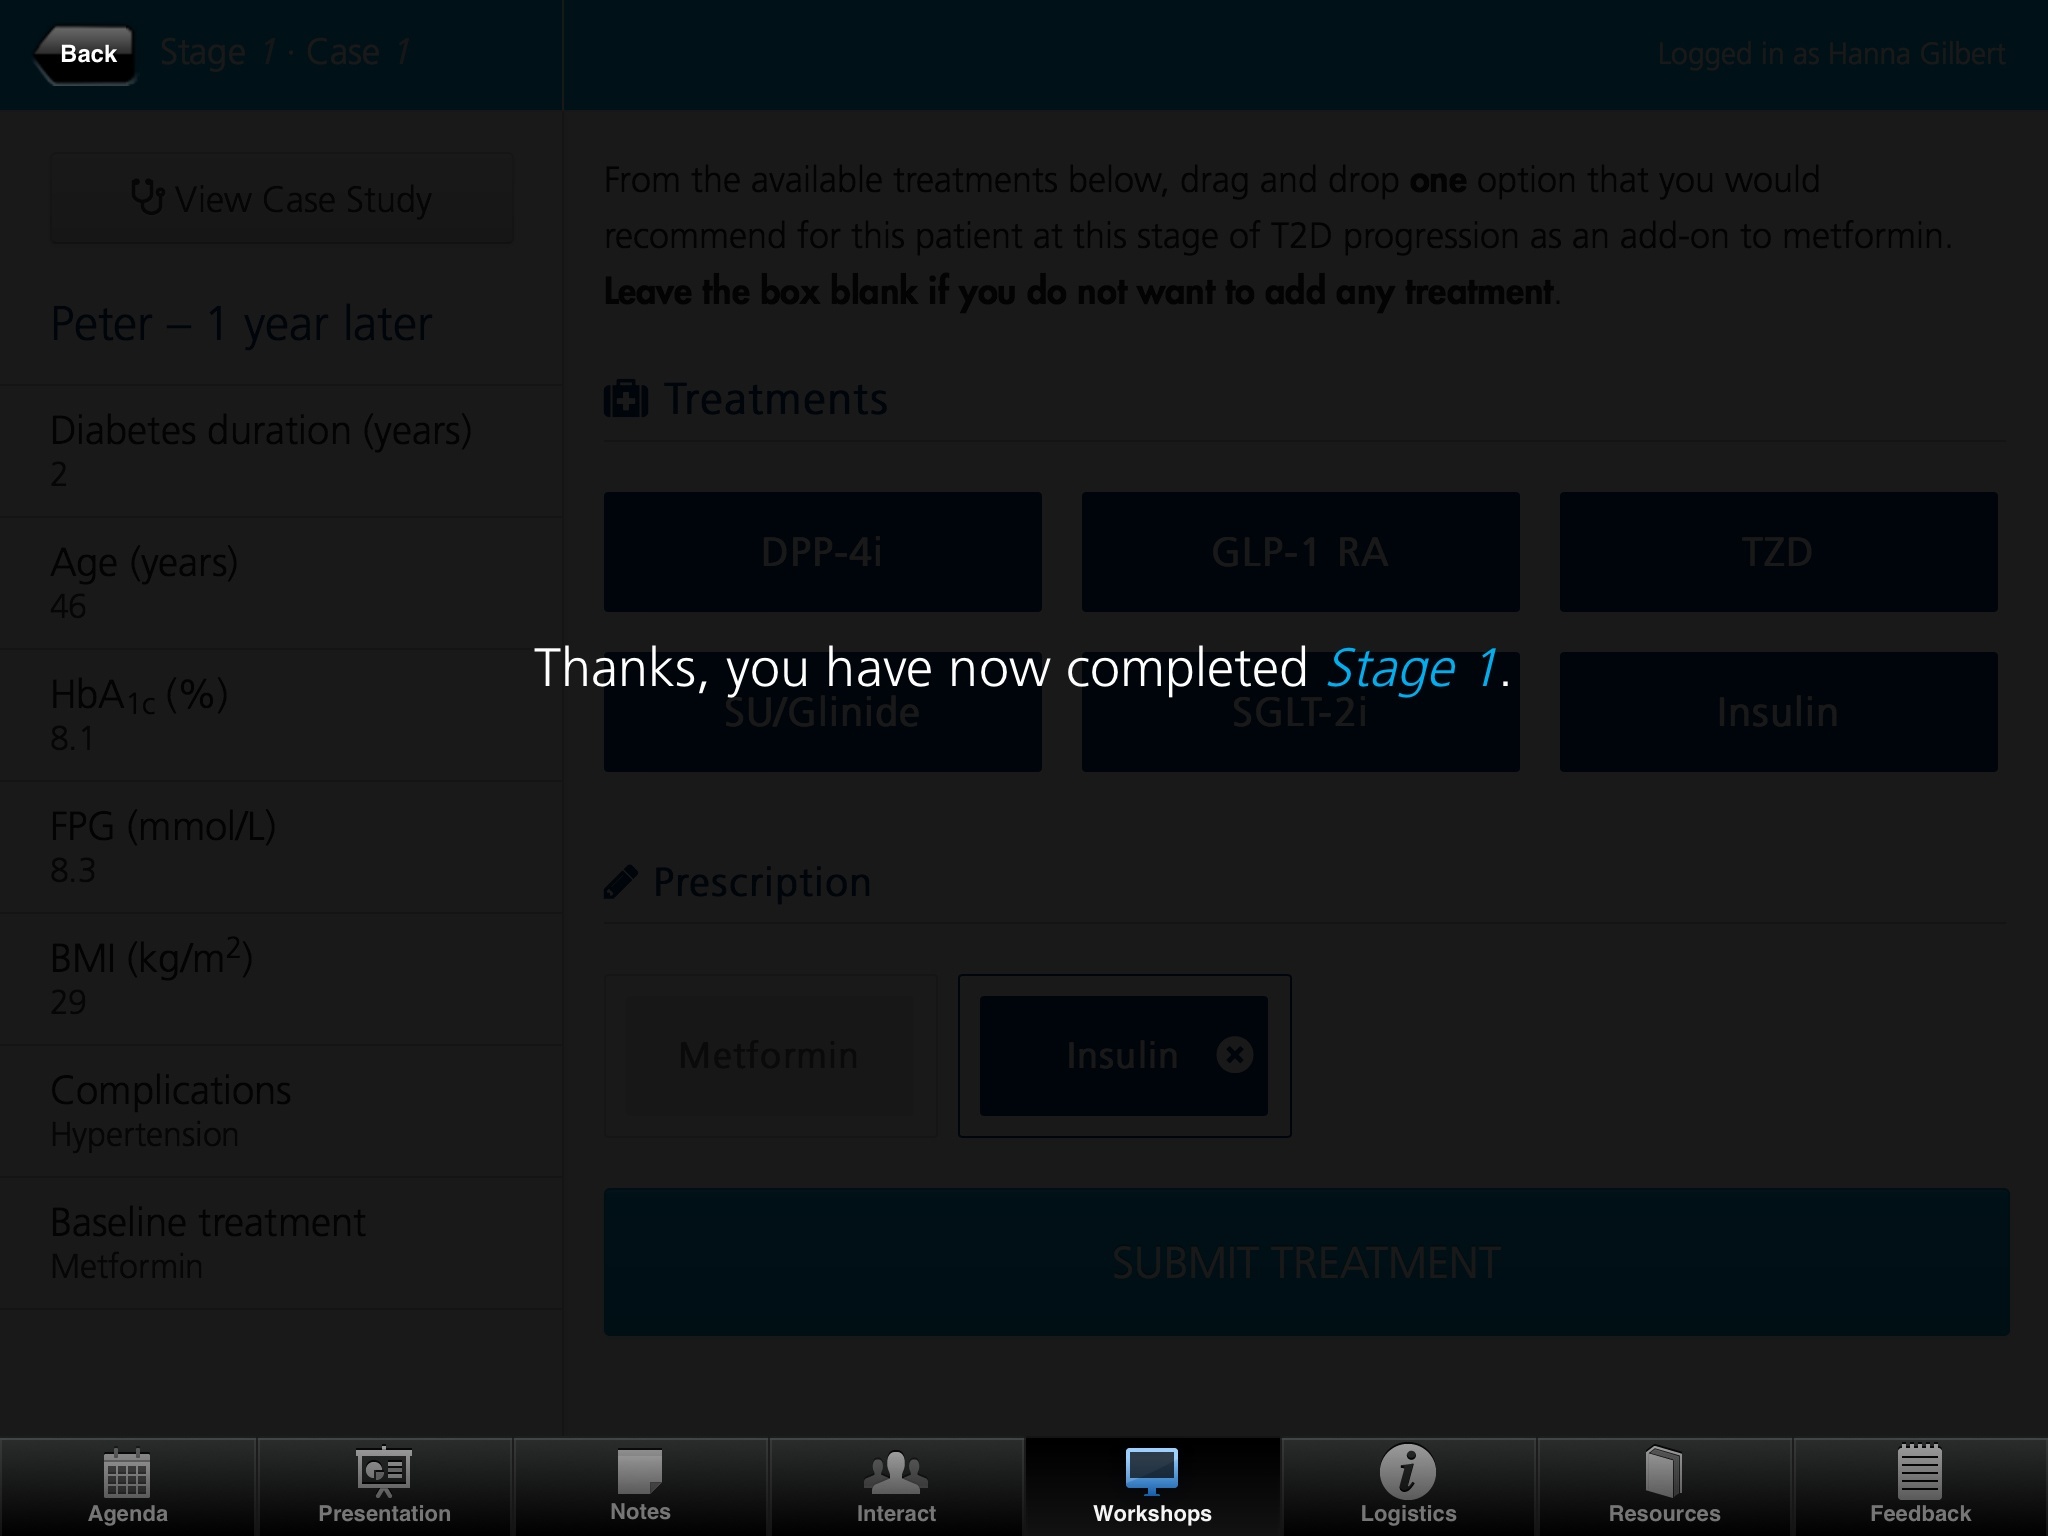 Back
Stage 1 · Case 1
Logged in as Hanna Gilbert
View Case Study
Peter – 1 year later
Diabetes duration (years)
2
Age (years)
46
HbA1c (%)
8.1
FPG (mmol/L)
8.3
BMI (kg/m²)
29
Complications
Hypertension
Baseline treatment
Metformin
From the available treatments below, drag and drop one option that you would
recommend for this patient at this stage of T2D progression as an add-on to metformin.
Leave the box blank if you do not want to add any treatment.
Treatments
DPP-4i
GLP-1 RA
TZD
Thanks, you have now completed Stage 1.
SU/Glinide
SGLT-2i
Insulin
Prescription
Metformin
Insulin
SUBMIT TREATMENT
Agenda
Presentation
Notes
Interact
Workshops
Logistics
Resources
Feedback